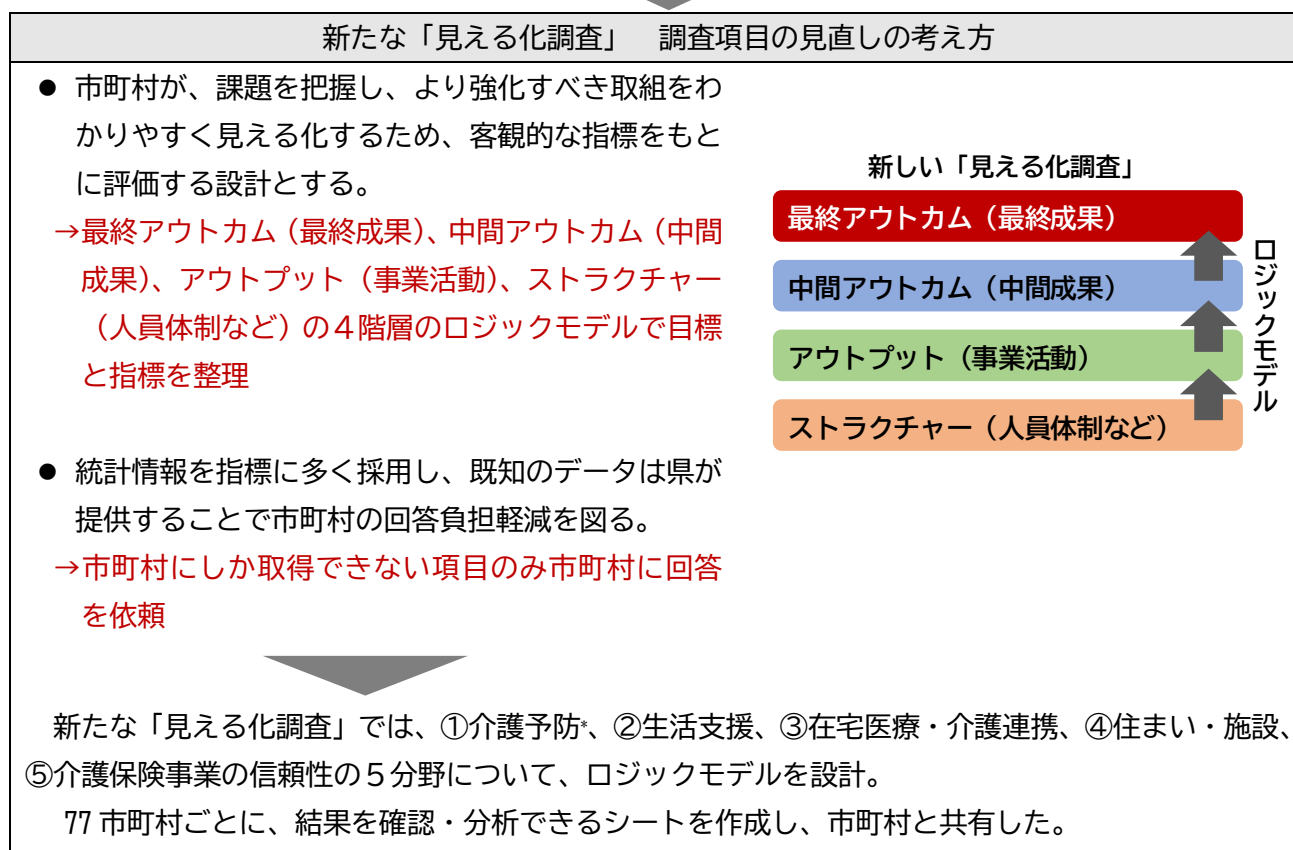 新たな「見える化調査」　調査項目の見直しの考え方
● 市町村が、課題を把握し、より強化すべき取組をわ
かりやすく見える化するため、客観的な指標をもと
に評価する設計とする。
→最終アウトカム（最終成果）、中間アウトカム（中間
成果）、アウトプット（事業活動）、ストラクチャー
（人員体制など）の４階層のロジックモデルで目標
と指標を整理
● 統計情報を指標に多く採用し、既知のデータは県が
提供することで市町村の回答負担軽減を図る。
→市町村にしか取得できない項目のみ市町村に回答
を依頼
新しい「見える化調査」
最終アウトカム（最終成果）
中間アウトカム（中間成果）
アウトプット（事業活動）
ストラクチャー（人員体制など）
ロジックモデル
新たな「見える化調査」では、①介護予防*、②生活支援、③在宅医療・介護連携、④住まい・施設、
⑤介護保険事業の信頼性の５分野について、ロジックモデルを設計。
77 市町村ごとに、結果を確認・分析できるシートを作成し、市町村と共有した。